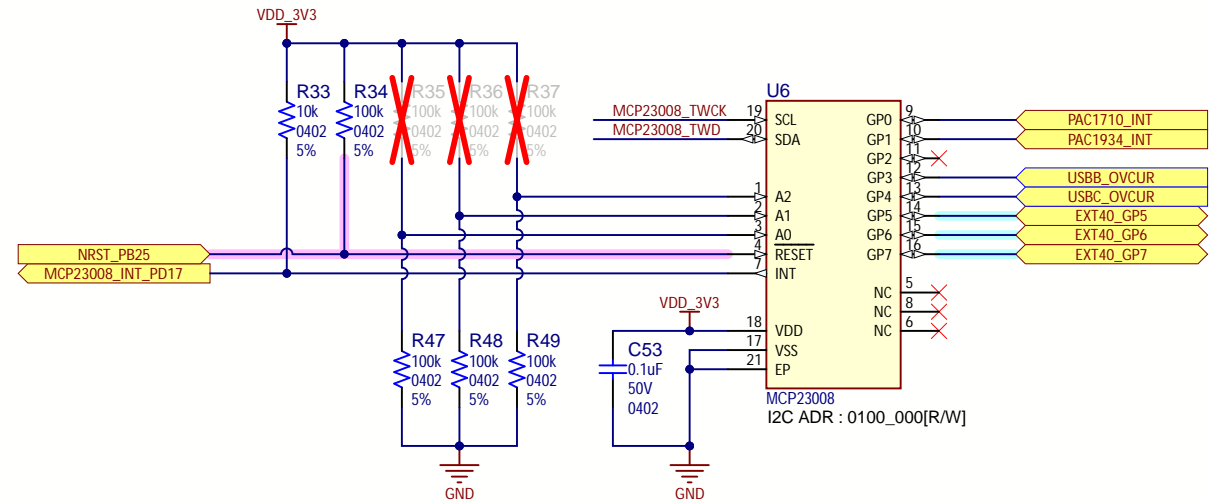 VDD_3V3
R33
10k
0402
5%
R34
100k
0402
5%
R35
100k
0402
5%
R36
100k
0402
5%
R37
100k
0402
5%
NRST_PB25
MCP23008_INT_PD17
R47
100k
0402
5%
R48
100k
0402
5%
R49
100k
0402
5%
GND
MCP23008_TWCK
MCP23008_TWD
U6
19 SCL
20 SDA
1 A2
2 A1
3 A0
4 RESET
7 INT
18 VDD
17 VSS
21 EP
GP0 9
GP1 10
GP2 11
GP3 12
GP4 13
GP5 14
GP6 15
GP7 16
NC 5
NC 8
NC 6
PAC1710_INT
PAC1934_INT
USBB_OVCUR
USBC_OVCUR
EXT40_GP5
EXT40_GP6
EXT40_GP7
VDD_3V3
C53
0.1uF
50V
0402
GND
MCP23008
I2C ADR : 0100_000[R/W]